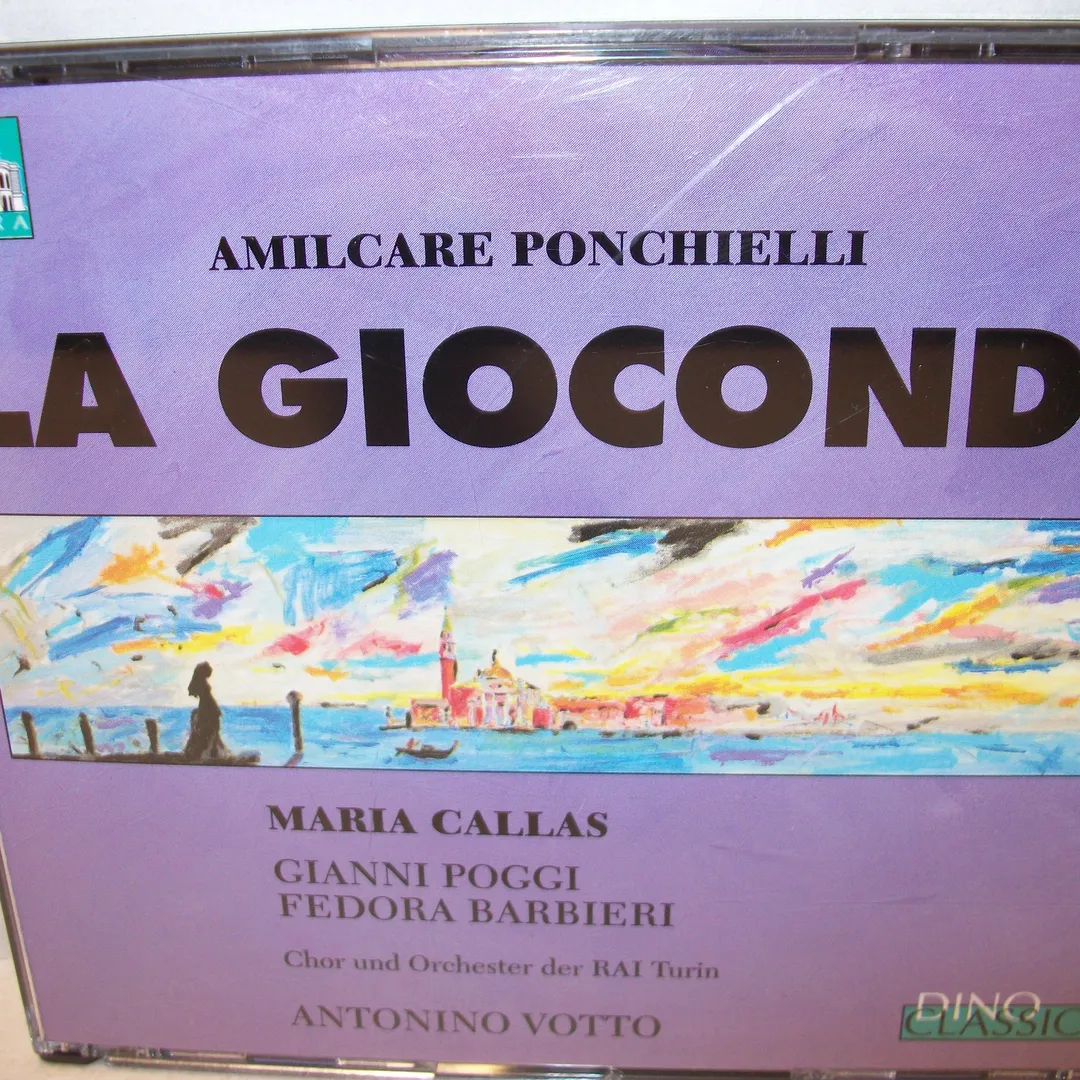 RA
AMILCARE PONCHIELLI
LA GIOCOND
MARIA CALLAS
GIANNI POGGI
FEDORA BARBIERI
Chor und Orchester der RAI Turin
ANTONINO VOTTO
DINO
CLASSIC